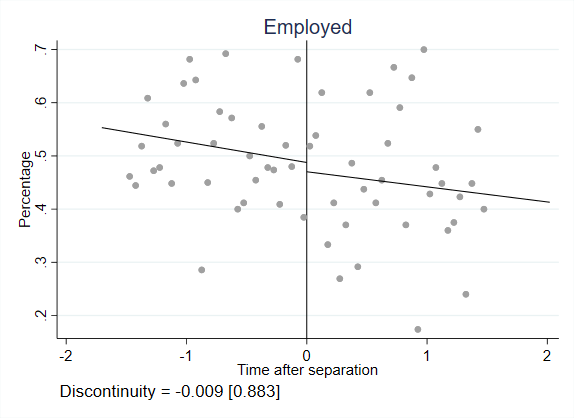 Employed
Percentage
.7
.6
.5
.4
.3
.2
-2 -1 0 1 2
Time after separation
Discontinuity = -0.009 [0.883]